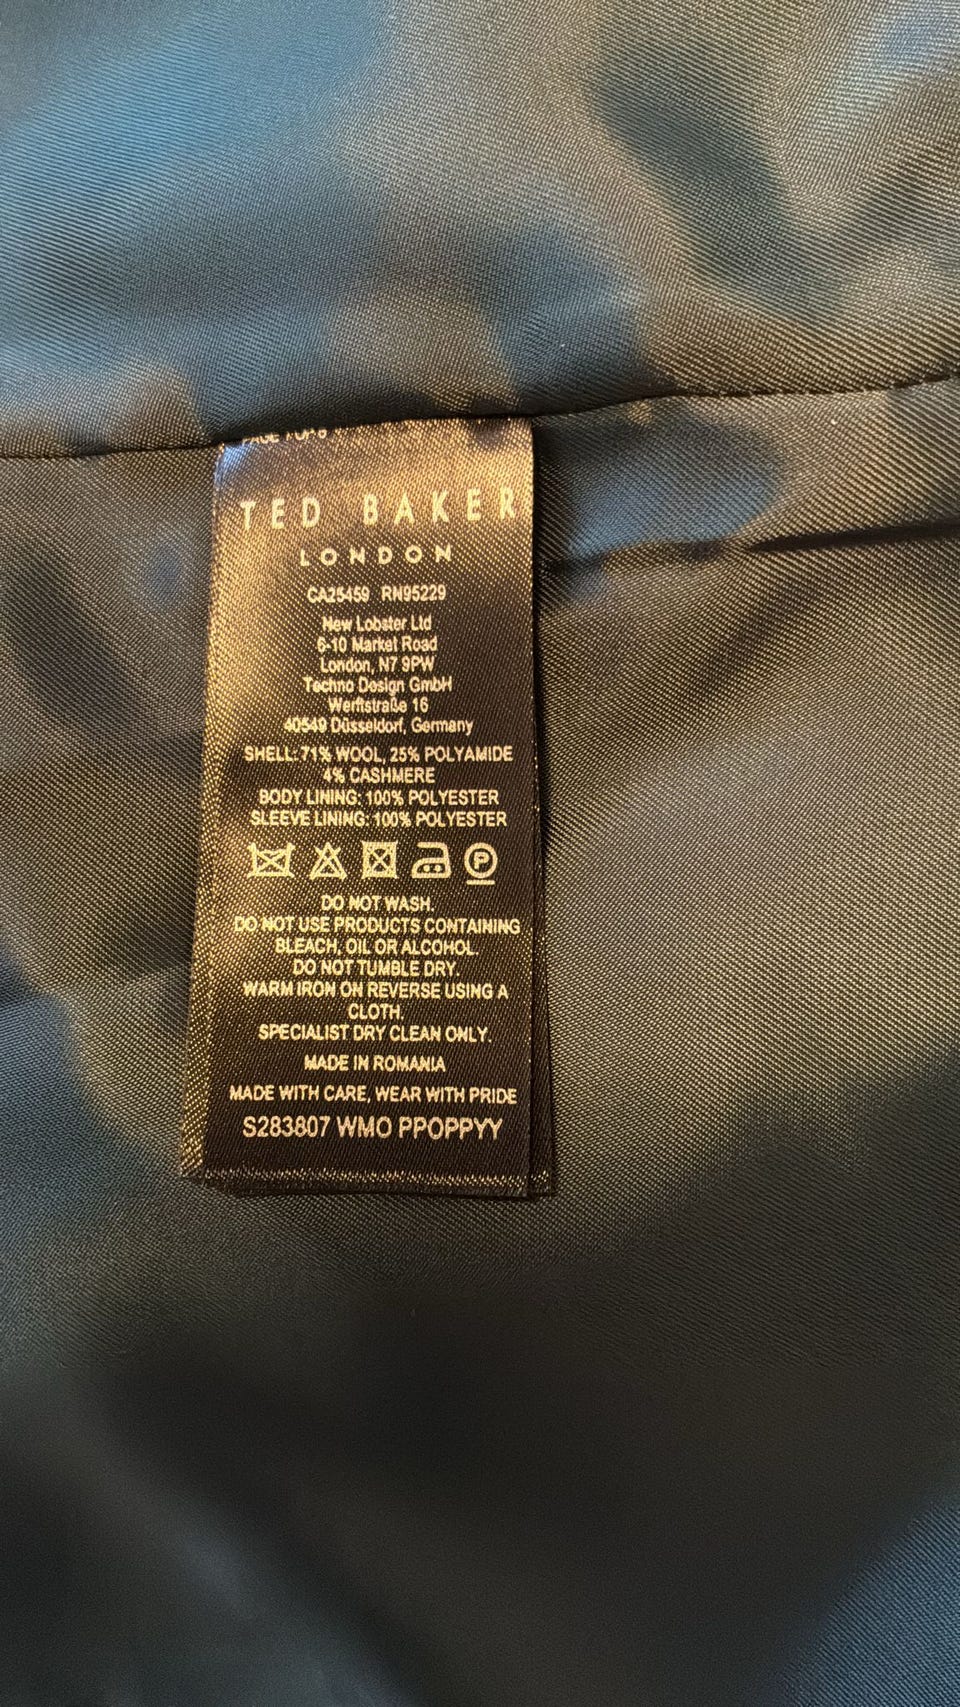 PAGE 1 OF 6
TED BAKER
LONDON
CA25459 RN95229
New Lobster Ltd
6-10 Market Road
London, N7 9PW
Techno Design GmbH
Werftstraße 16
40549 Düsseldorf, Germany
SHELL: 71% WOOL, 25% POLYAMIDE
4% CASHMERE
BODY LINING: 100% POLYESTER
SLEEVE LINING: 100% POLYESTER
P
DO NOT WASH.
DO NOT USE PRODUCTS CONTAINING
BLEACH, OIL OR ALCOHOL.
DO NOT TUMBLE DRY.
WARM IRON ON REVERSE USING A
CLOTH.
SPECIALIST DRY CLEAN ONLY.
MADE IN ROMANIA
MADE WITH CARE, WEAR WITH PRIDE
S283807 WMO PPOPPYY